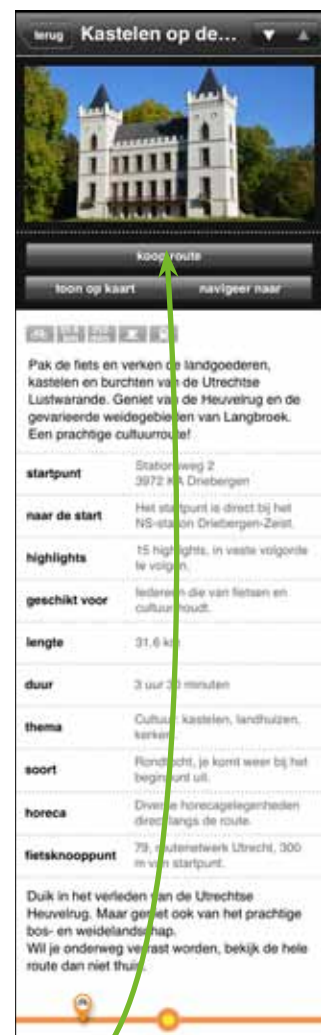 terug Kastelen op de...
koop route
toon op kaart navigeer naar
Pak de fiets en verken de landgoederen,
kastelen en burchten van de Utrechtse
Lustwarande. Geniet van de Heuvelrug en de
gevarieerde weidegebieden van Langbroek.
Een prachtige cultuurroute!
startpunt Stationsweg 2
3972 KA Driebergen
naar de start Het startpunt is direct bij het
NS-station Driebergen-Zeist.
highlights 15 highlights, in vaste volgorde
te volgen.
geschikt voor Iedereen die van fietsen en
cultuur houdt.
lengte 31,6 km
duur 3 uur 30 minuten
thema Cultuur: kastelen, landhuizen,
kerken
soort Rondtocht, je komt weer bij het
beginpunt uit.
horeca Diverse horecagelegenheden
direct langs de route.
fietsknooppunt 79, routenetwerk Utrecht, 300
m van startpunt.
Duik in het verleden van de Utrechtse
Heuvelrug. Maar geniet ook van het prachtige
bos- en weidelandschap.
Wil je onderweg verrast worden, bekijk de hele
route dan niet thuis.